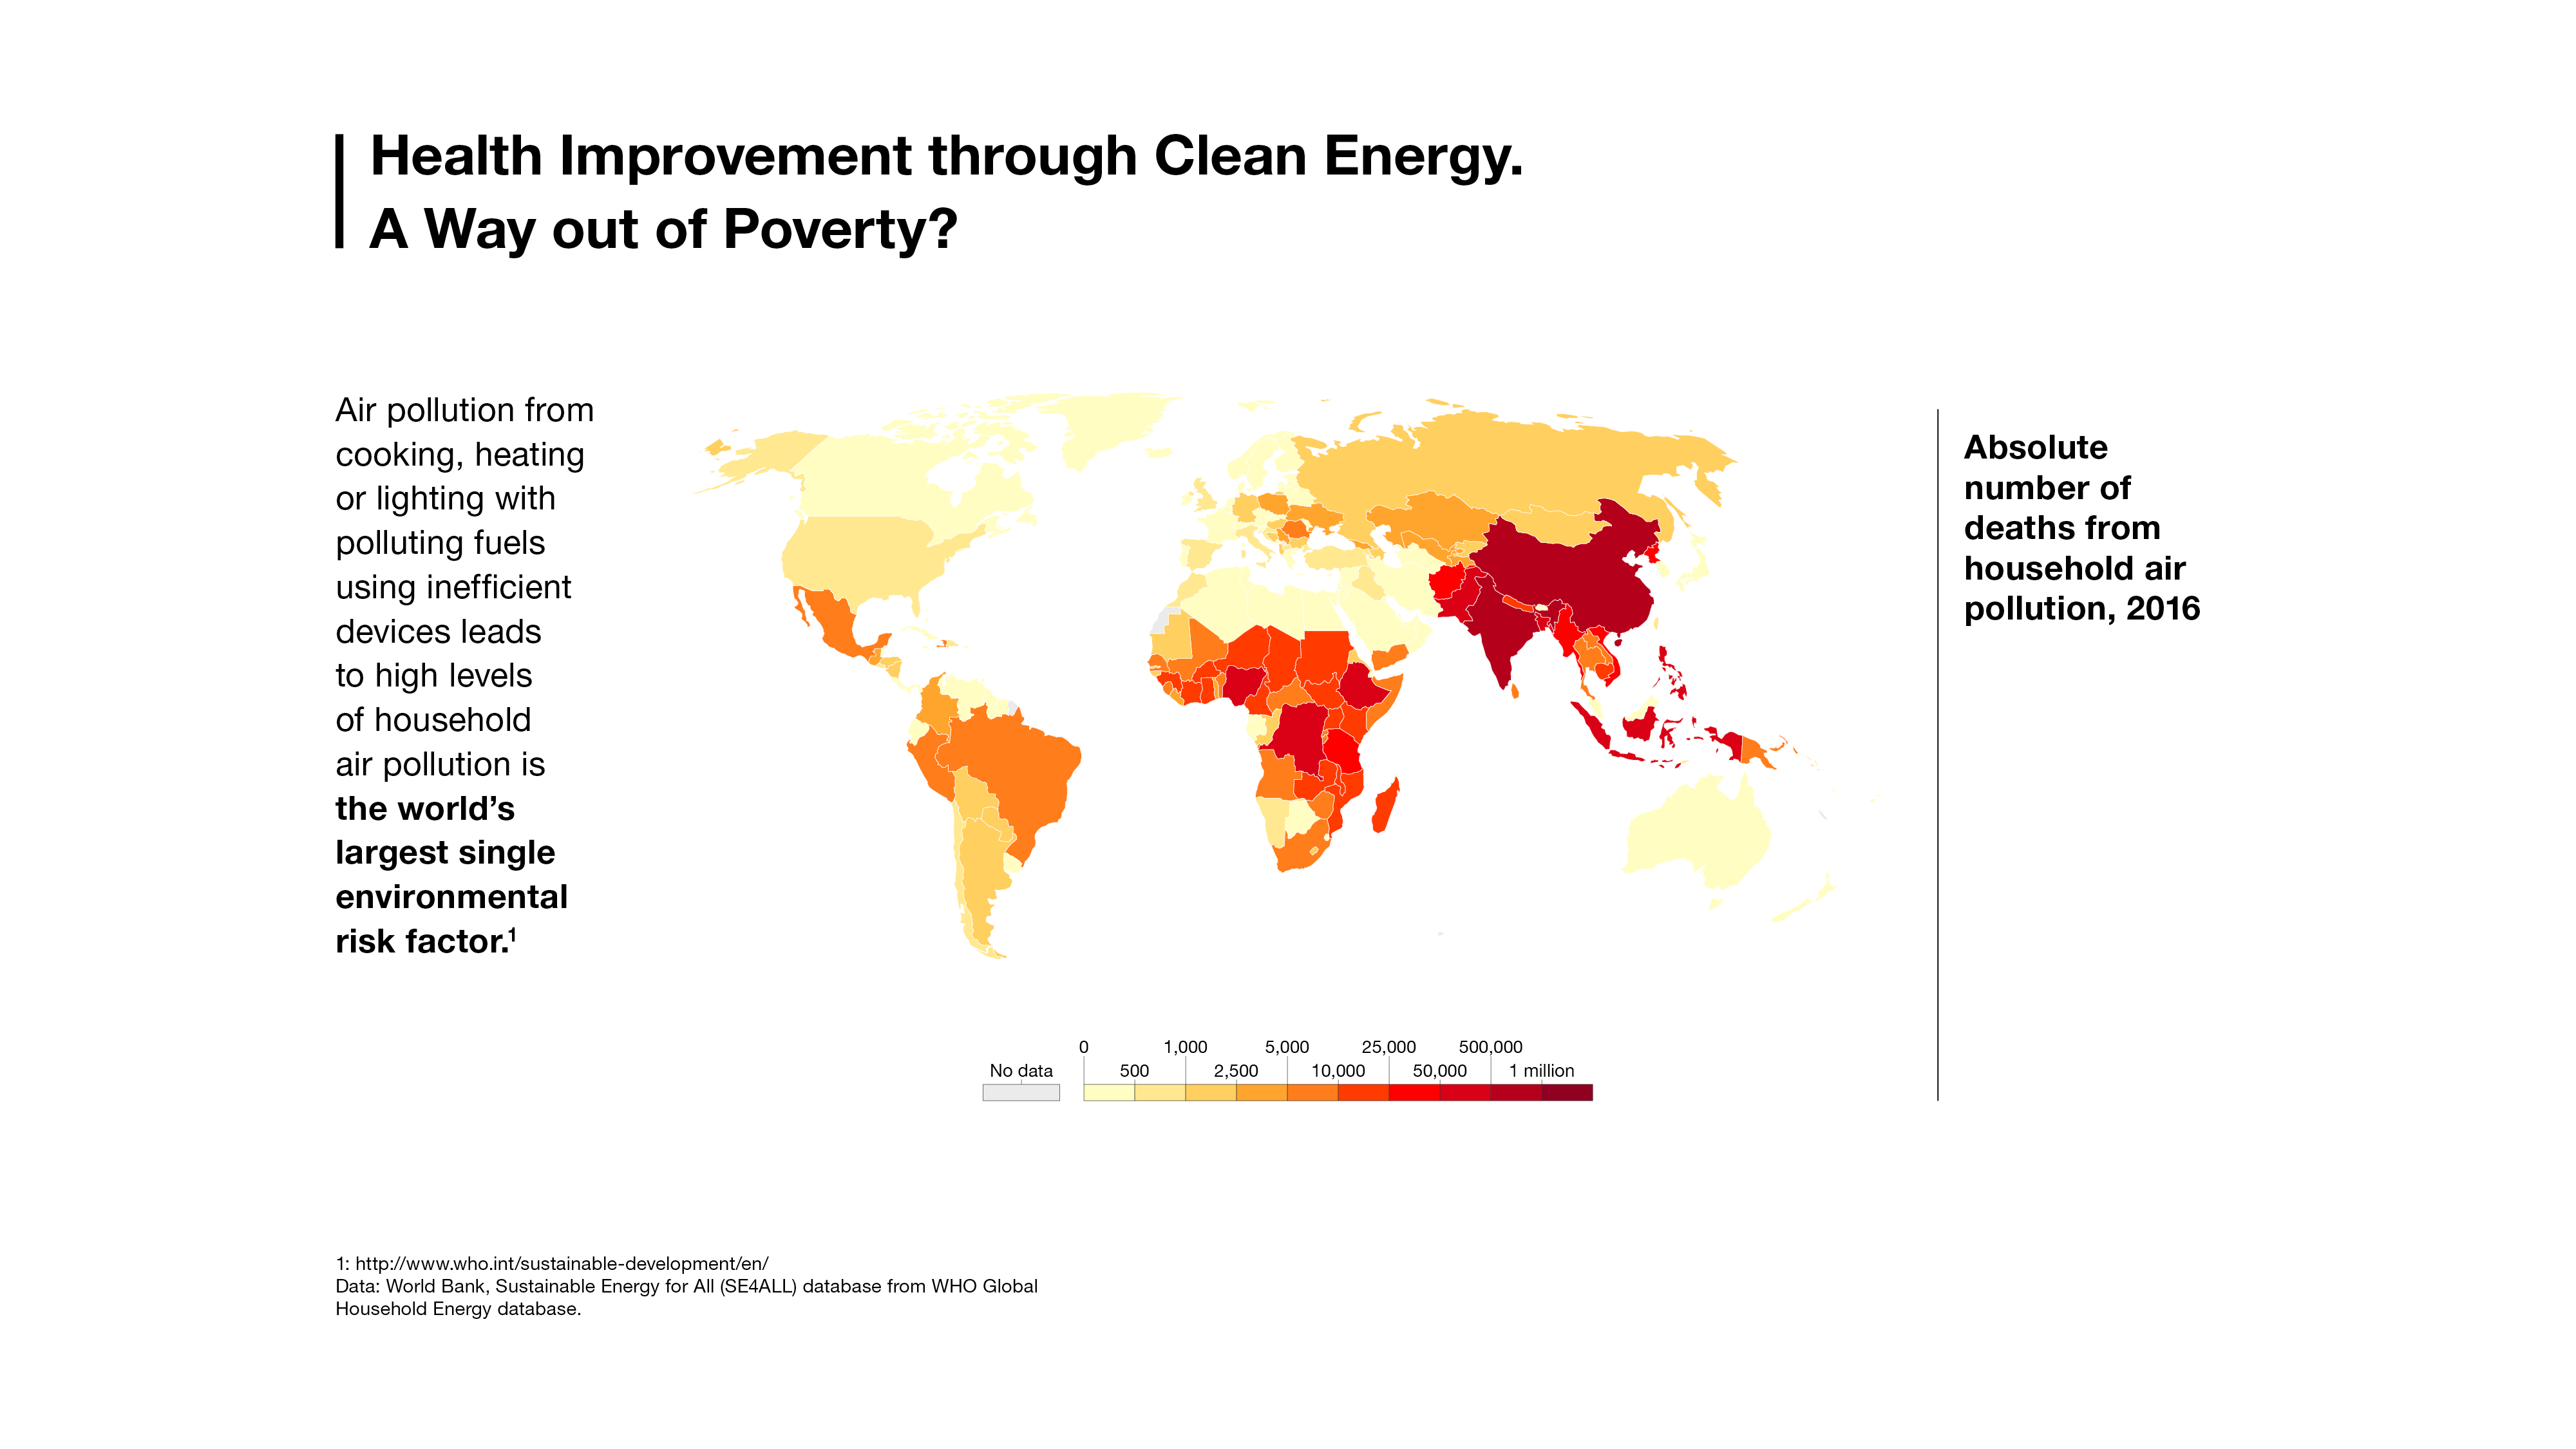 Health Improvement through Clean Energy.
A Way out of Poverty?
Air pollution from
cooking, heating
or lighting with
polluting fuels
using inefficient
devices leads
to high levels
of household
air pollution is
the world’s
largest single
environmental
risk factor.¹
Absolute
number of
deaths from
household air
pollution, 2016
0 1,000 5,000 25,000 500,000
No data 500 2,500 10,000 50,000 1 million
1: http://www.who.int/sustainable-development/en/
Data: World Bank, Sustainable Energy for All (SE4ALL) database from WHO Global
Household Energy database.